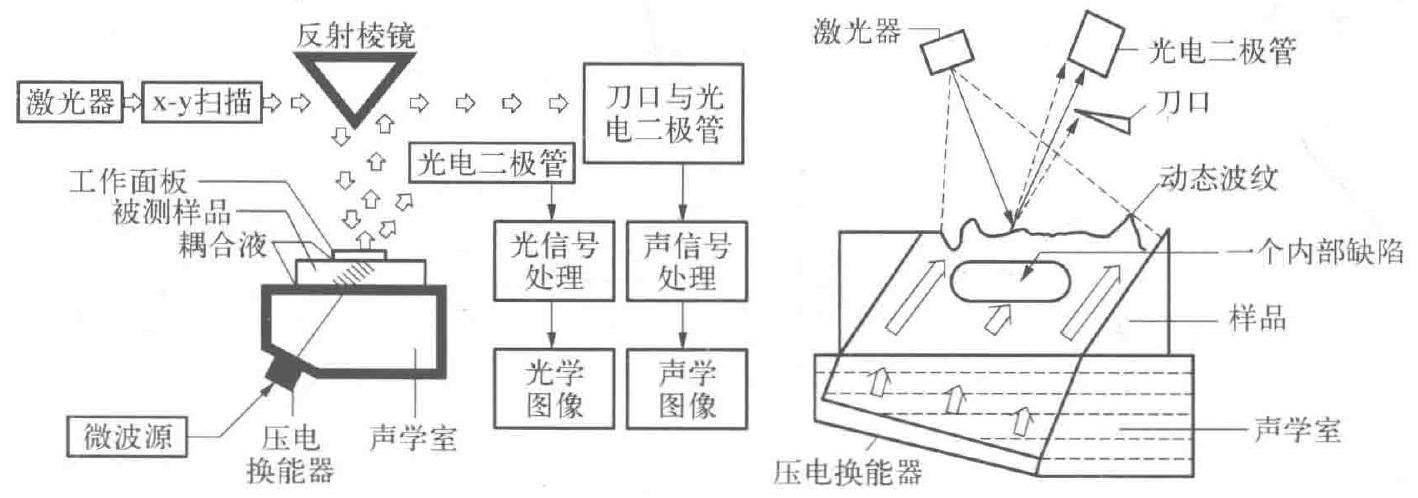 反射棱镜
激光器
x-y扫描
刀口与光
电二极管
光电二极管
工作面板
被测样品
耦合液
光信号
处理
声信号
处理
光学
图像
声学
图像
微波源
压电
换能器
声学室
激光器
光电二极管
刀口
动态波纹
一个内部缺陷
样品
声学室
压电换能器